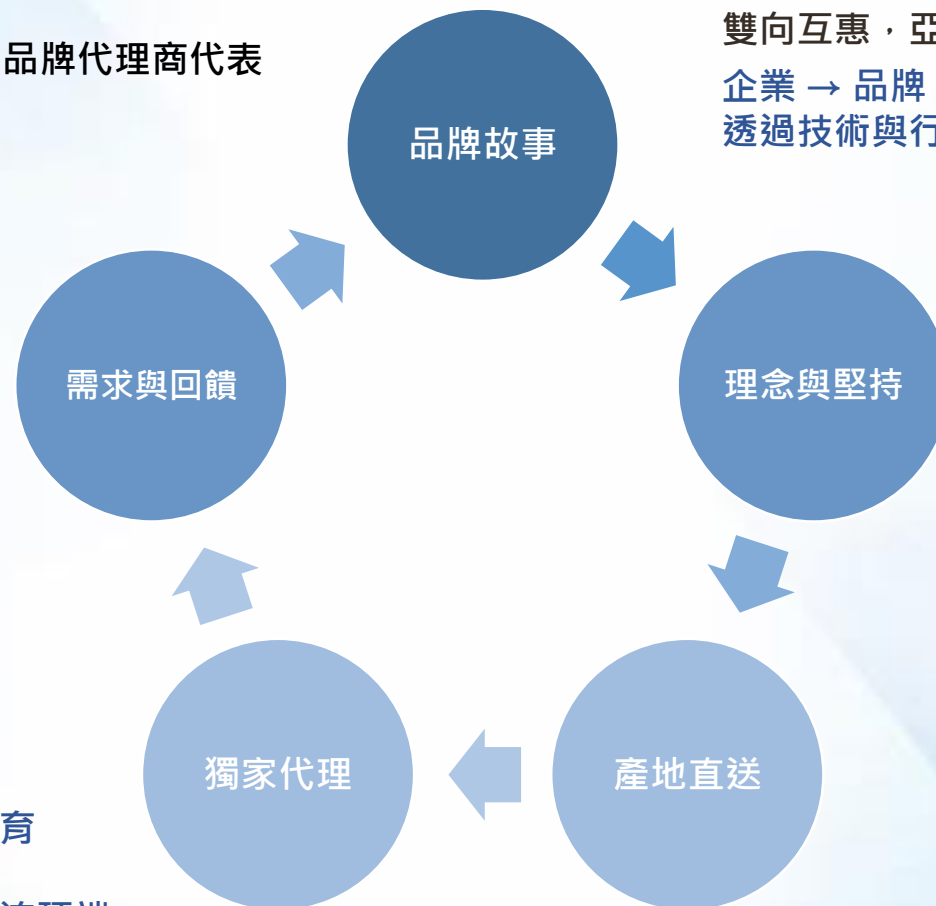 品牌代理商代表
雙向互惠，亞
企業 → 品牌
透過技術與行
品牌故事
需求與回饋
理念與堅持
獨家代理
產地直送
育